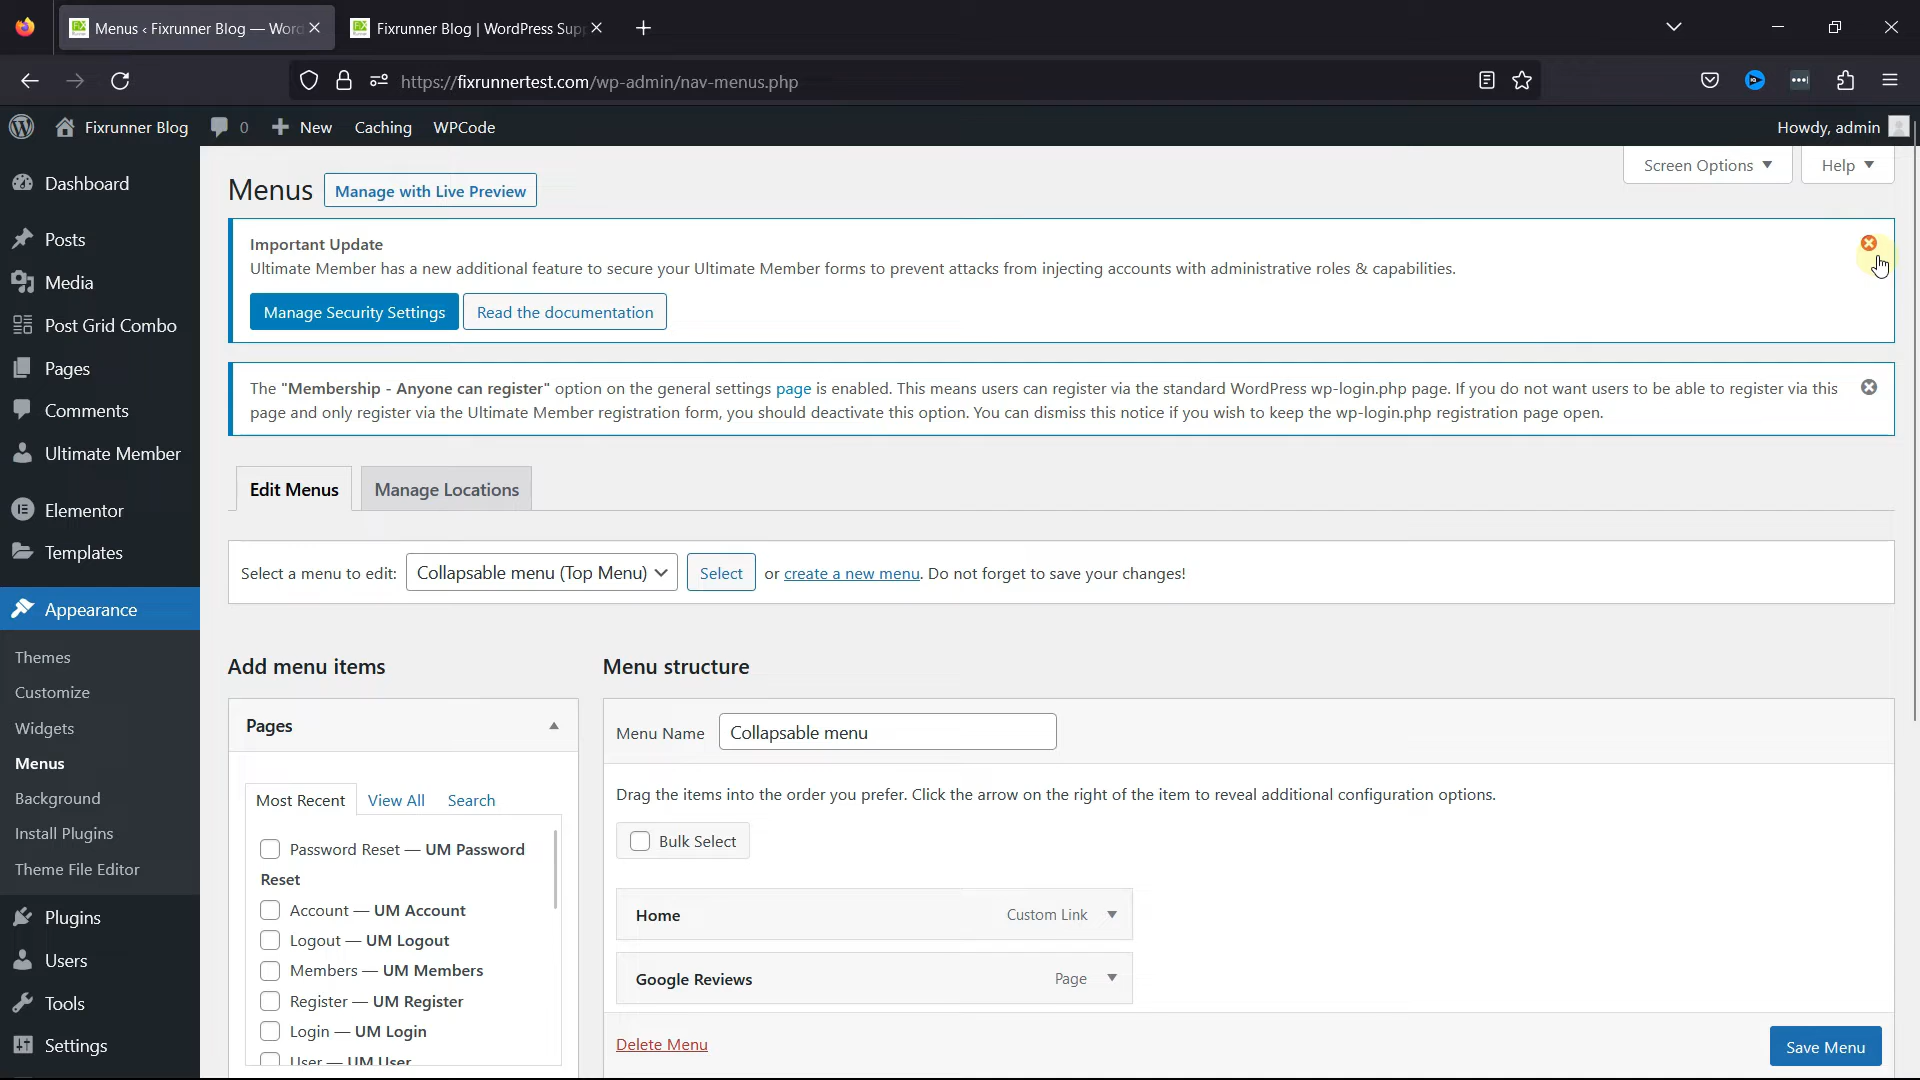 Menus ‹ Fixrunner Blog — Word
Fixrunner Blog | WordPress Supp
https://fixrunnertest.com/wp-admin/nav-menus.php
Fixrunner Blog
0
New
Caching
WPCode
Howdy, admin
Dashboard
Posts
Media
Post Grid Combo
Pages
Comments
Ultimate Member
Elementor
Templates
Appearance
Themes
Customize
Widgets
Menus
Background
Install Plugins
Theme File Editor
Plugins
Users
Tools
Settings
Screen Options
Help
Menus
Manage with Live Preview
Important Update
Ultimate Member has a new additional feature to secure your Ultimate Member forms to prevent attacks from injecting accounts with administrative roles & capabilities.
Manage Security Settings
Read the documentation
The "Membership - Anyone can register" option on the general settings page is enabled. This means users can register via the standard WordPress wp-login.php page. If you do not want users to be able to register via this
page and only register via the Ultimate Member registration form, you should deactivate this option. You can dismiss this notice if you wish to keep the wp-login.php registration page open.
Edit Menus
Manage Locations
Select a menu to edit: Collapsable menu (Top Menu) Select or create a new menu. Do not forget to save your changes!
Add menu items
Pages
Most Recent
View All
Search
Password Reset — UM Password
Reset
Account — UM Account
Logout — UM Logout
Members — UM Members
Register — UM Register
Login — UM Login
User — UM User
Menu structure
Menu Name
Collapsable menu
Drag the items into the order you prefer. Click the arrow on the right of the item to reveal additional configuration options.
Bulk Select
Home
Custom Link
Google Reviews
Page
Delete Menu
Save Menu